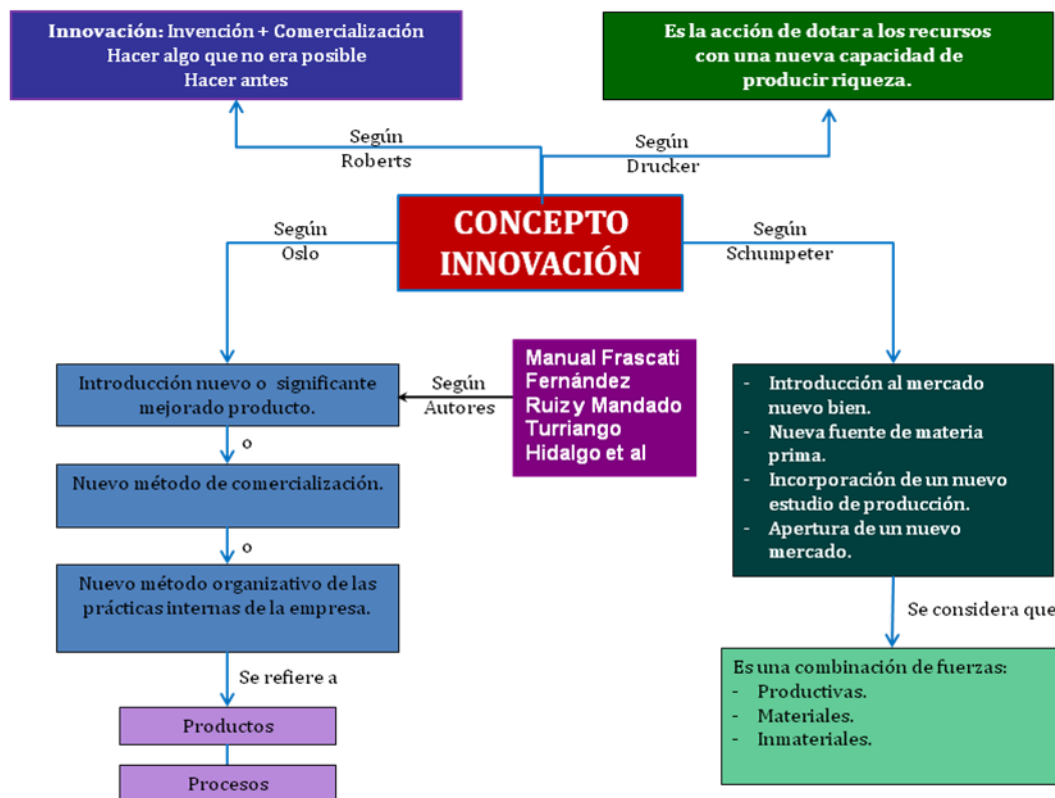 Innovación: Invención + Comercialización
Hacer algo que no era posible
Hacer antes
Es la acción de dotar a los recursos
con una nueva capacidad de
producir riqueza.
Según
Roberts
Según
Drucker
CONCEPTO
INNOVACIÓN
Según
Oslo
Según
Schumpeter
Introducción nuevo o significante
mejorado producto.
Según
Autores
Manual Frascati
Fernández
Ruiz y Mandado
Turriango
Hidalgo et al
o
Nuevo método de comercialización.
o
Nuevo método organizativo de las
prácticas internas de la empresa.
Se refiere a
Productos
Procesos
- Introducción al mercado
nuevo bien.
- Nueva fuente de materia
prima.
- Incorporación de un nuevo
estudio de producción.
- Apertura de un nuevo
mercado.
Se considera que
Es una combinación de fuerzas:
- Productivas.
- Materiales.
- Inmateriales.